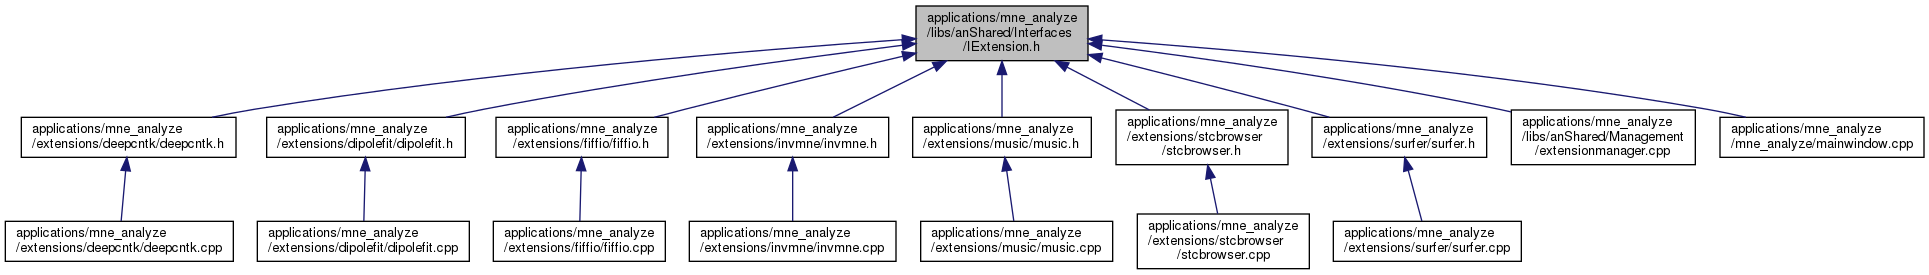 applications/mne_analyze
/libs/anShared/Interfaces
/IExtension.h
applications/mne_analyze
/extensions/deepcntk/deepcntk.h
applications/mne_analyze
/extensions/dipolefit/dipolefit.h
applications/mne_analyze
/extensions/fiffio/fiffio.h
applications/mne_analyze
/extensions/invmne/invmne.h
applications/mne_analyze
/extensions/music/music.h
applications/mne_analyze
/extensions/stcbrowser
/stcbrowser.h
applications/mne_analyze
/extensions/surfer/surfer.h
applications/mne_analyze
/libs/anShared/Management
/extensionmanager.cpp
applications/mne_analyze
/mne_analyze/mainwindow.cpp
applications/mne_analyze
/extensions/deepcntk/deepcntk.cpp
applications/mne_analyze
/extensions/dipolefit/dipolefit.cpp
applications/mne_analyze
/extensions/fiffio/fiffio.cpp
applications/mne_analyze
/extensions/invmne/invmne.cpp
applications/mne_analyze
/extensions/music/music.cpp
applications/mne_analyze
/extensions/stcbrowser
/stcbrowser.cpp
applications/mne_analyze
/extensions/surfer/surfer.cpp